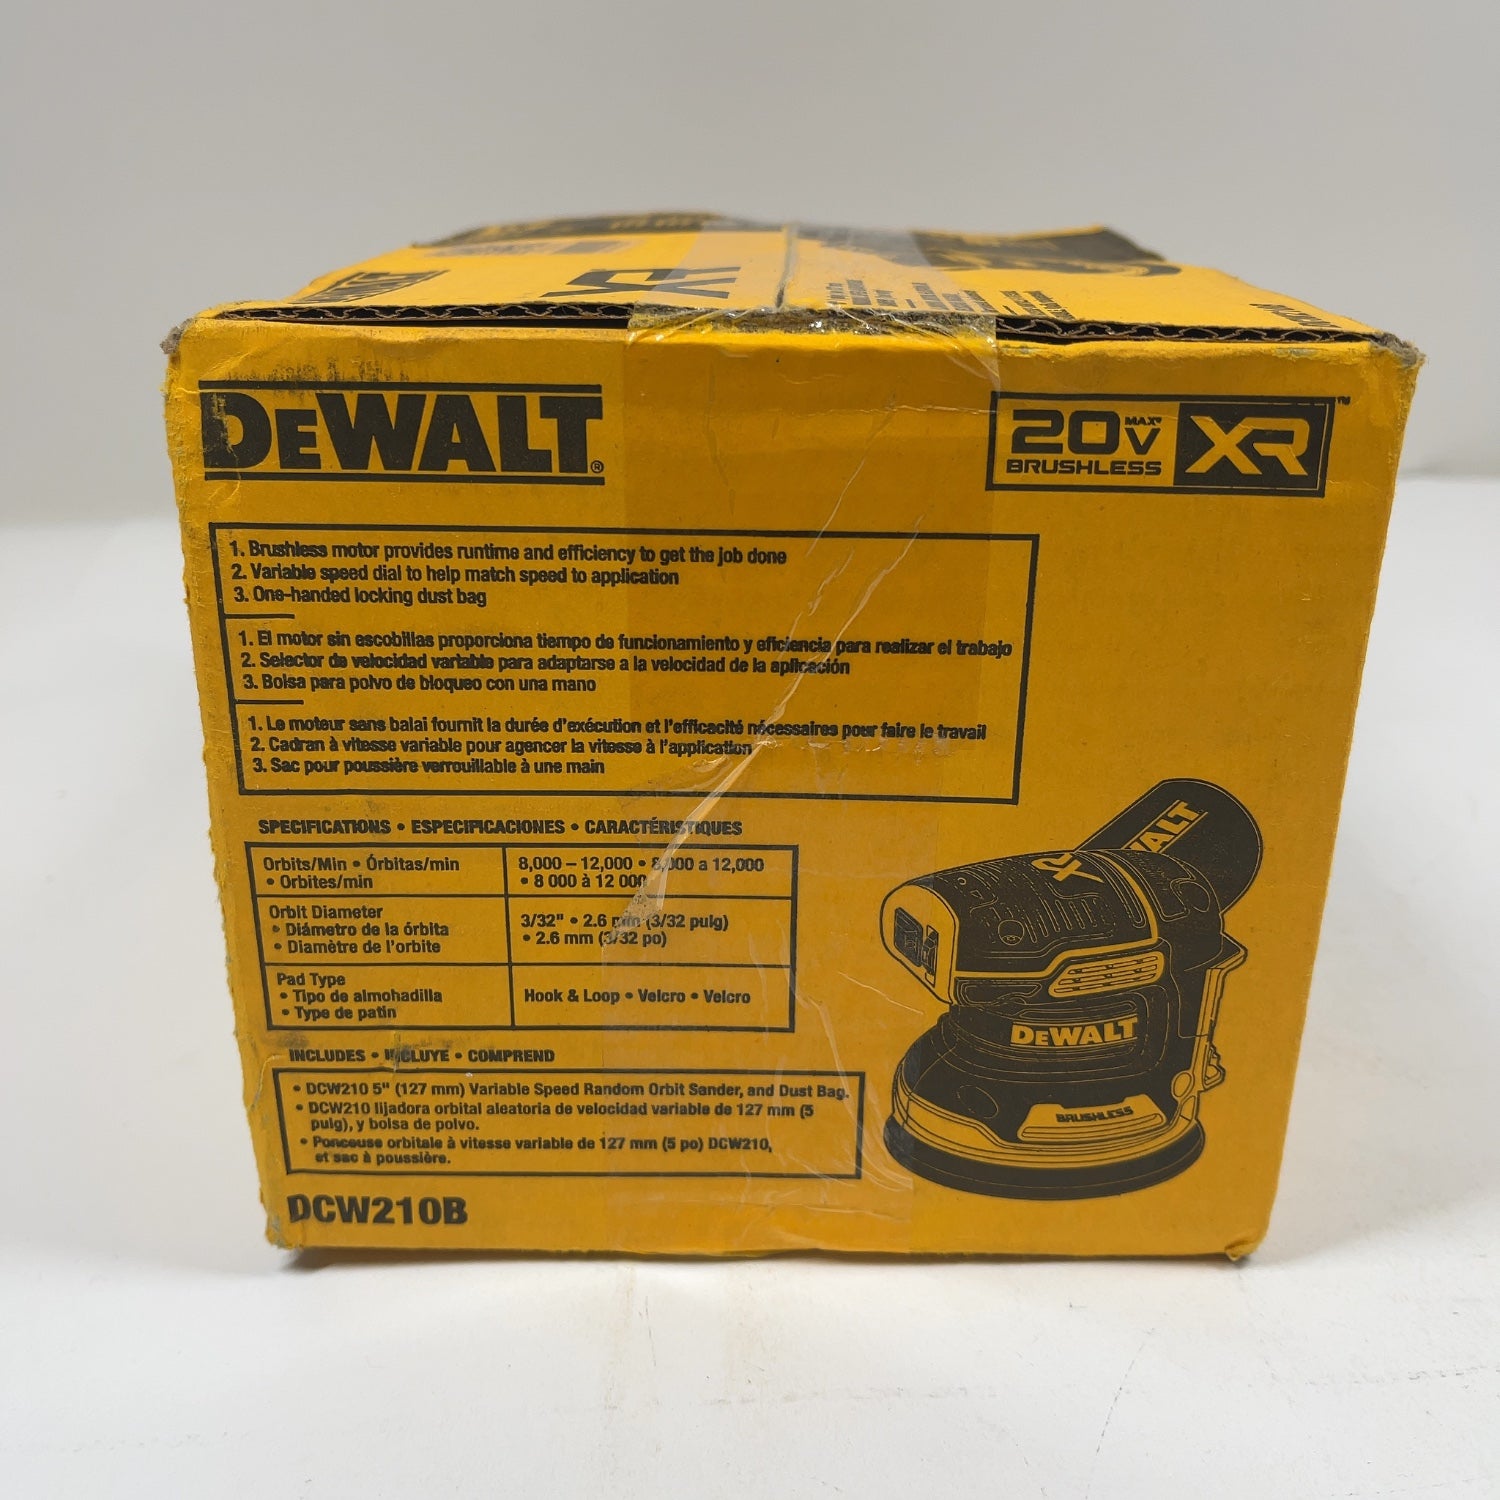 XR
DEWALT®
20V MAX* XR™
BRUSHLESS
1. Brushless motor provides runtime and efficiency to get the job done
2. Variable speed dial to help match speed to application
3. One-handed locking dust bag
1. El motor sin escobillas proporciona tiempo de funcionamiento y eficiencia para realizar el trabajo
2. Selector de velocidad variable para adaptarse a la velocidad de la aplicación
3. Bolsa para polvo de bloqueo con una mano
1. Le moteur sans balai fournit la durée d'exécution et l'efficacité nécessaires pour faire le travail
2. Cadran à vitesse variable pour agencer la vitesse à l'application
3. Sac pour poussière verrouillable à une main
SPECIFICATIONS • ESPECIFICACIONES • CARACTÉRISTIQUES
Orbits/Min • Órbitas/min
• Orbites/min
8,000 – 12,000 • 8,000 a 12,000
• 8 000 à 12 000
Orbit Diameter
• Diámetro de la órbita
• Diamètre de l'orbite
3/32" • 2.6 mm (3/32 pulg)
• 2.6 mm (3/32 po)
Pad Type
• Tipo de almohadilla
• Type de patin
Hook & Loop • Velcro • Velcro
INCLUDES • INCLUYE • COMPREND
• DCW210 5" (127 mm) Variable Speed Random Orbit Sander, and Dust Bag.
• DCW210 lijadora orbital aleatoria de velocidad variable de 127 mm (5
pulg), y bolsa de polvo.
• Ponceuse orbitale à vitesse variable de 127 mm (5 po) DCW210,
et sac à poussière.
DCW210B
WALT
XR
DEWALT
BRUSHLESS